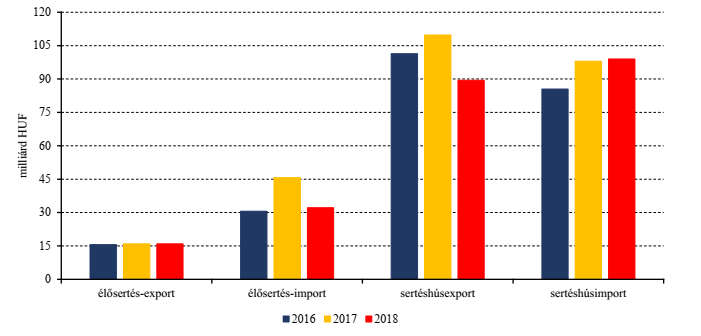 120
105
90
75
60
45
30
15
0
milliárd HUF
élősertés-export
élősertés-import
sertéshúsexport
sertéshúsimport
2016 2017 2018